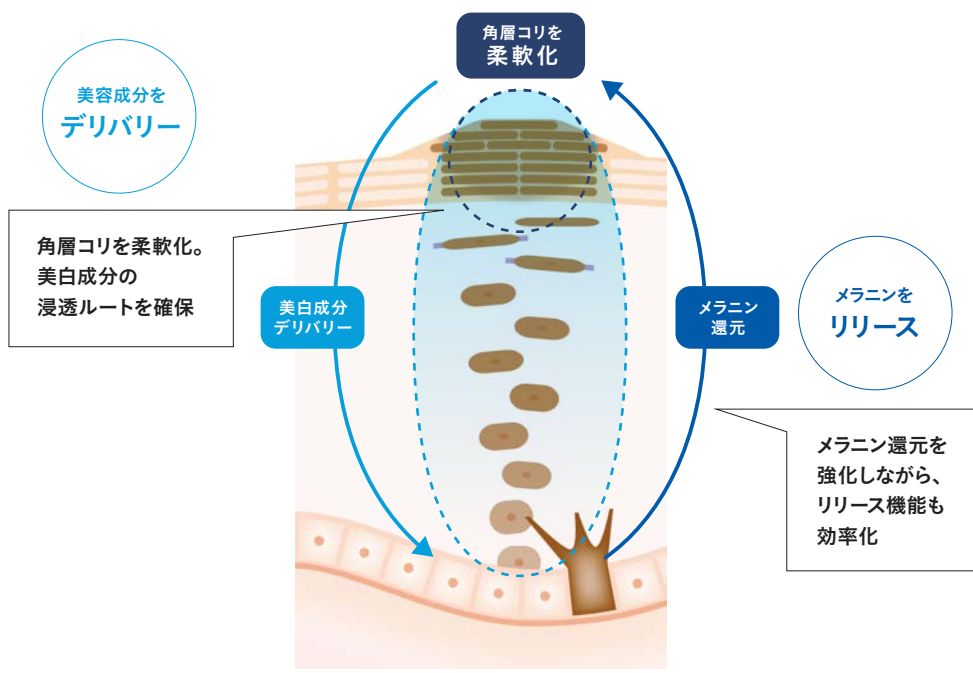 角層コリを
柔軟化
美容成分を
デリバリー
角層コリを柔軟化。
美白成分の
浸透ルートを確保
美白成分
デリバリー
メラニン
還元
メラニンを
リリース
メラニン還元を
強化しながら、
リリース機能も
効率化